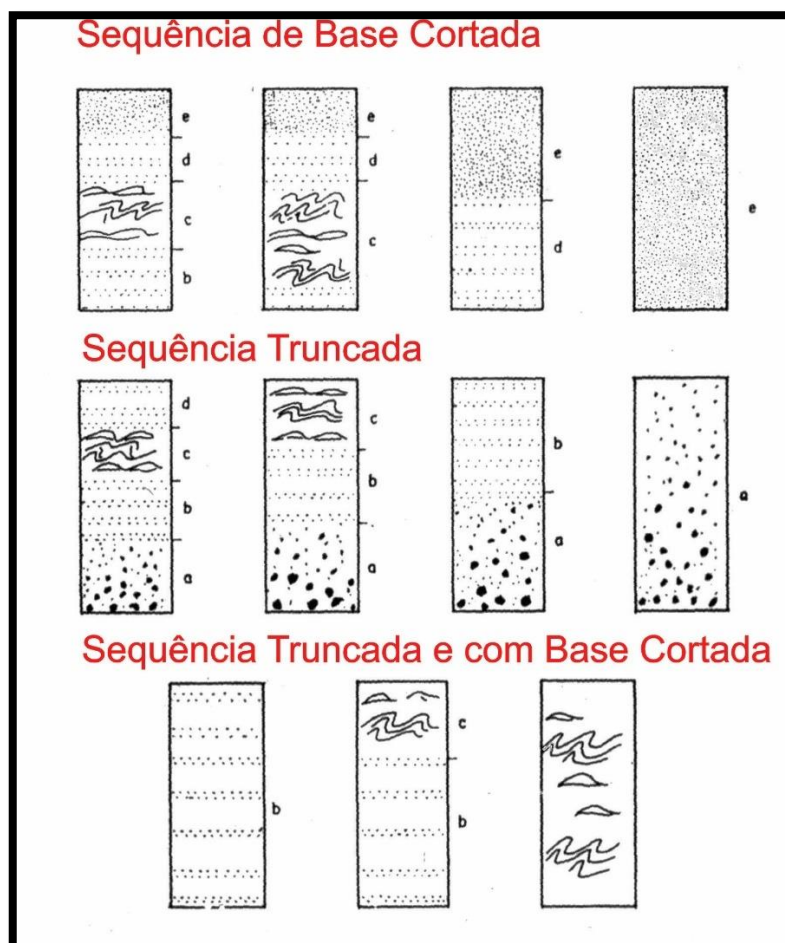 Sequência de Base Cortada
e
d
c
b
e
d
c
e
d
e
Sequência Truncada
d
c
b
a
c
b
a
b
a
a
Sequência Truncada e com Base Cortada
b
c
b